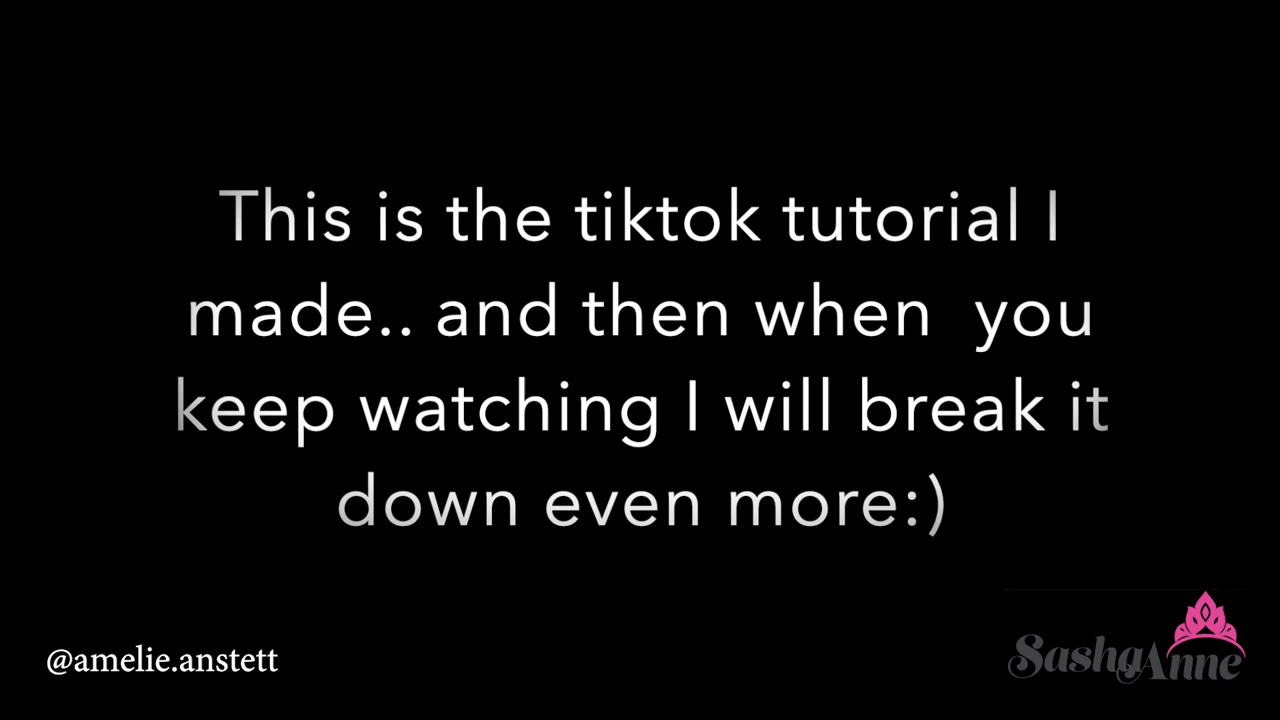 This is the tiktok tutorial I
made.. and then when  you
keep watching I will break it
down even more:)
@amelie.anstett
SashaAnne